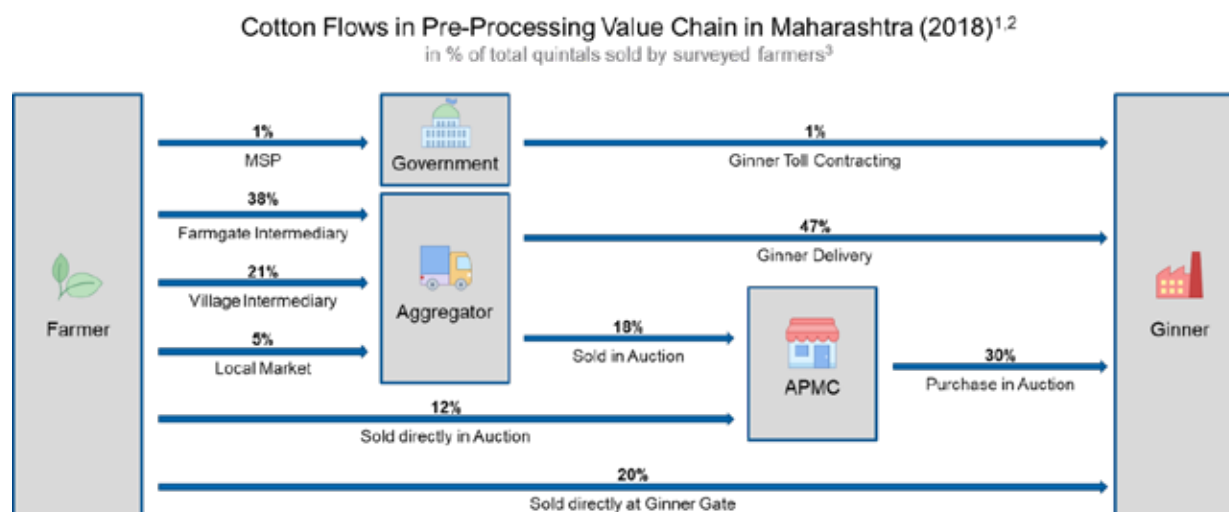 Cotton Flows in Pre-Processing Value Chain in Maharashtra (2018)1,2
in % of total quintals sold by surveyed farmers3
1%
MSP
Government
1%
Ginner Toll Contracting
38%
Farmgate Intermediary
47%
Ginner Delivery
21%
Village Intermediary
Farmer
Aggregator
Ginner
5%
Local Market
18%
Sold in Auction
APMC
30%
Purchase in Auction
12%
Sold directly in Auction
20%
Sold directly at Ginner Gate